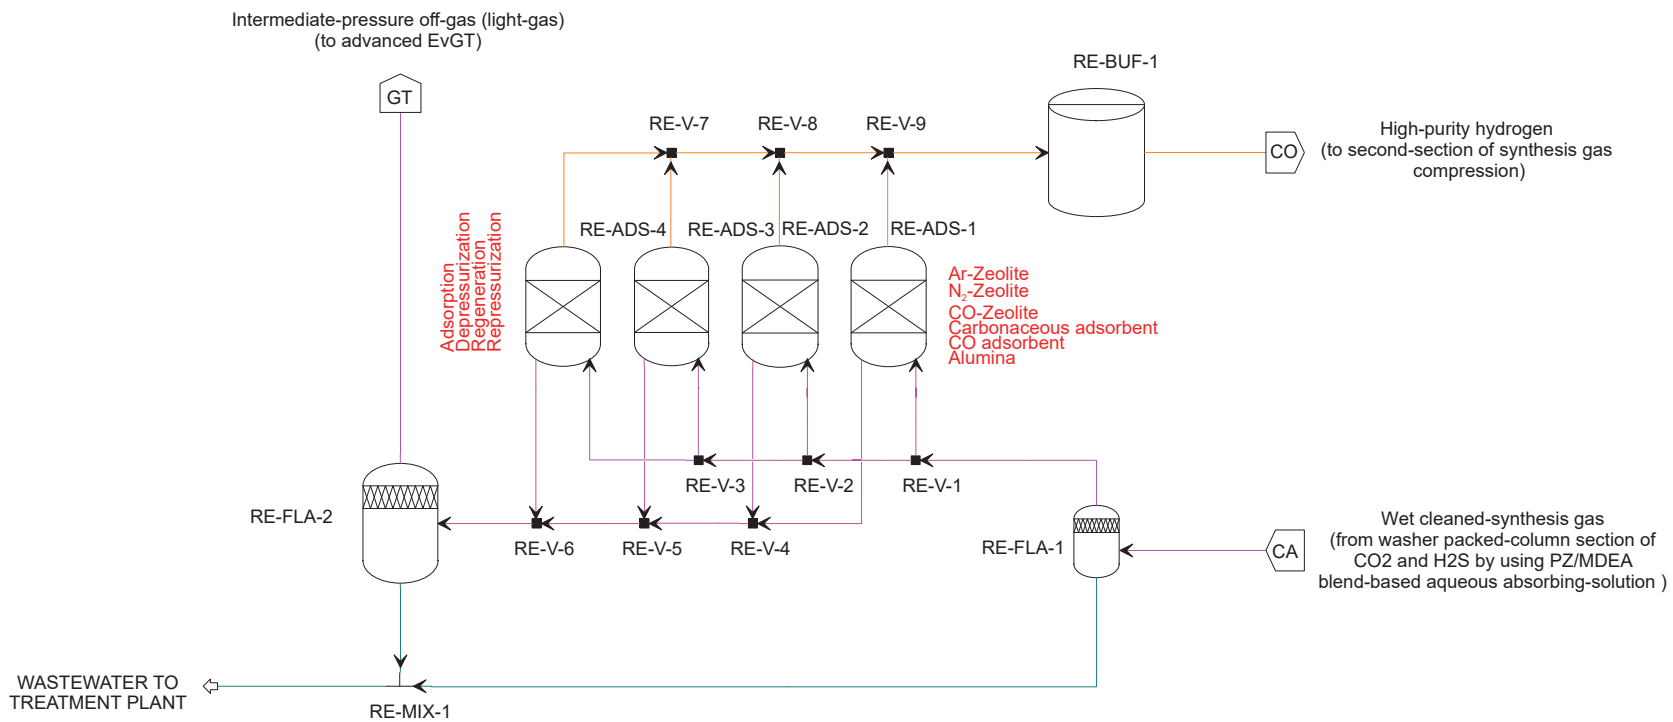 Intermediate-pressure off-gas (light-gas)
(to advanced EvGT)
GT
RE-BUF-1
RE-V-7
RE-V-8
RE-V-9
CO
High-purity hydrogen
(to second-section of synthesis gas
compression)
RE-ADS-4
RE-ADS-3
RE-ADS-2
RE-ADS-1
Adsorption
Depressurization
Regeneration
Repressurization
Ar-Zeolite
N2-Zeolite
CO-Zeolite
Carbonaceous adsorbent
CO adsorbent
Alumina
RE-V-3
RE-V-2
RE-V-1
RE-FLA-2
RE-V-6
RE-V-5
RE-V-4
RE-FLA-1
CA
Wet cleaned-synthesis gas
(from washer packed-column section of
CO2 and H2S by using PZ/MDEA
blend-based aqueous absorbing-solution )
WASTEWATER TO
TREATMENT PLANT
RE-MIX-1